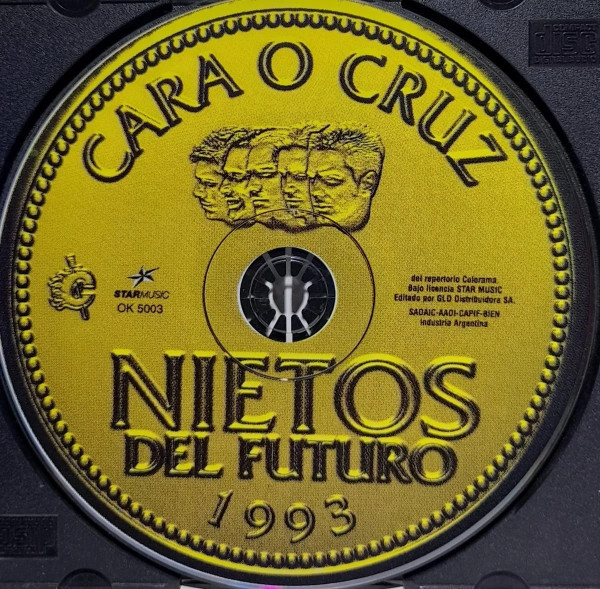 CARA O CRUZ
STARMUSIC
OK 5003
del repertorio Colorama.
Bajo licencia STAR MUSIC
Editado por GLD Distribuidora SA.
SADAIC-AADI-CAPIF-BIEN
Industria Argentina
NIETOS
DEL FUTURO
1993